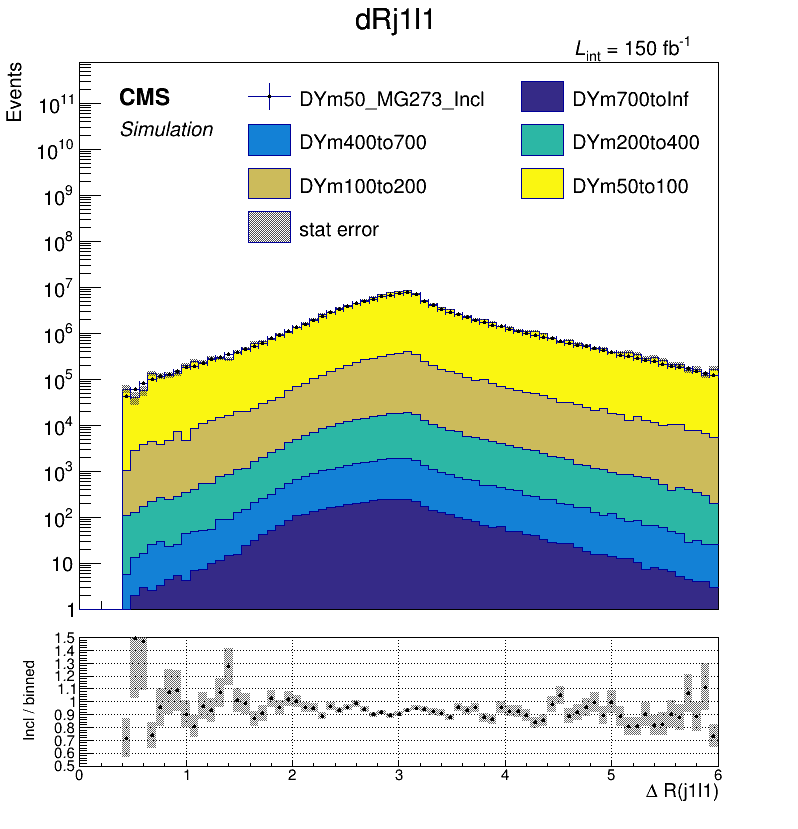 dRj1l1
L_int = 150 fb^-1
Events
CMS
Simulation
DYm50_MG273_Incl
DYm700toInf
DYm400to700
DYm200to400
DYm100to200
DYm50to100
stat error
10^11
10^10
10^9
10^8
10^7
10^6
10^5
10^4
10^3
10^2
10
1
Incl / binned
1.5
1.4
1.3
1.2
1.1
1
0.9
0.8
0.7
0.6
0.5
0 1 2 3 4 5 6
Δ R(j1l1)